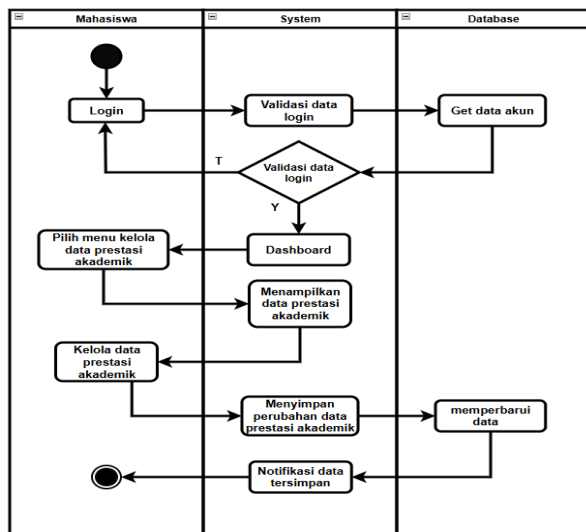 Mahasiswa
System
Database
Login
Validasi data
login
Get data akun
T
Validasi data
login
Y
Pilih menu kelola
data prestasi
akademik
Dashboard
Menampilkan
data prestasi
akademik
Kelola data
prestasi
akademik
Menyimpan
perubahan data
prestasi akademik
memperbarui
data
Notifikasi data
tersimpan